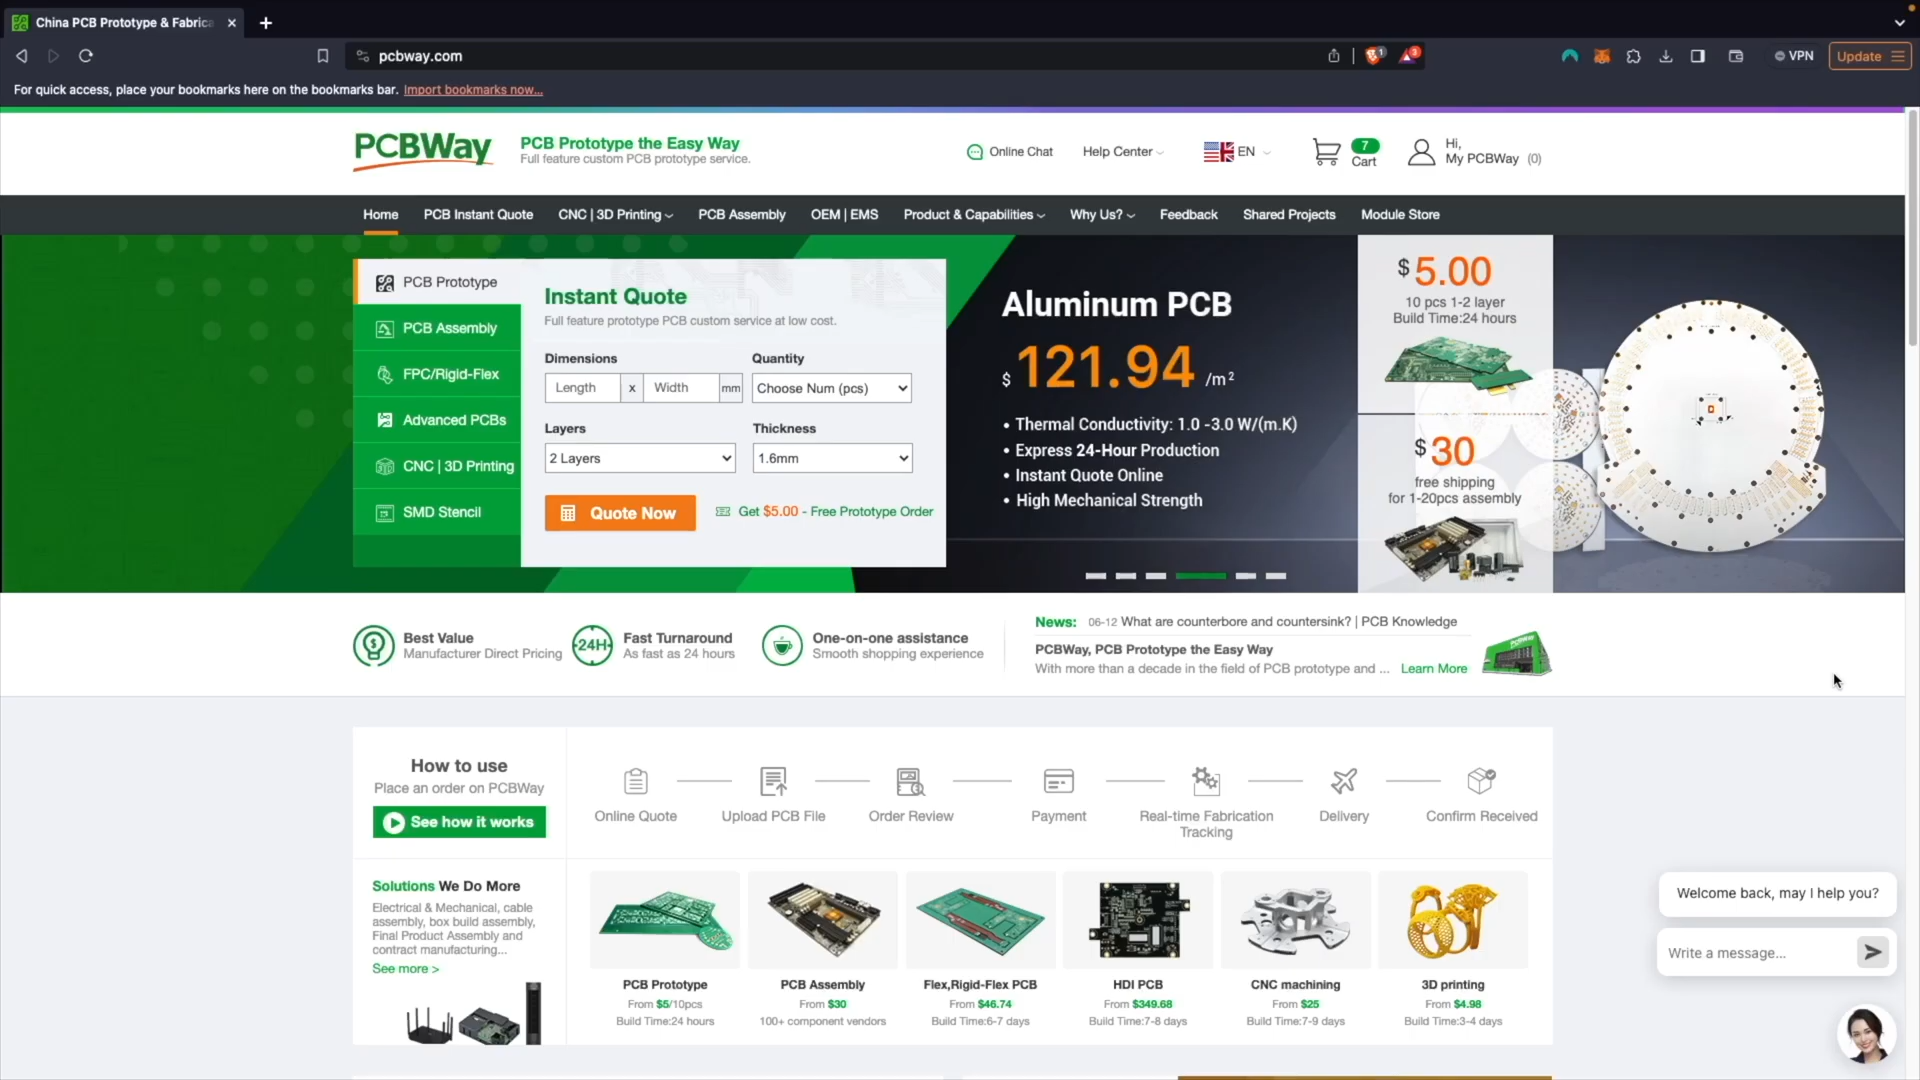 China PCB Prototype & Fabrica
pcbway.com
1
3
VPN
Update
For quick access, place your bookmarks here on the bookmarks bar. Import bookmarks now...
PCBWay
PCB Prototype the Easy Way
Full feature custom PCB prototype service.
Online Chat
Help Center
EN
7
Cart
Hi,
My PCBWay (0)
Home
PCB Instant Quote
CNC | 3D Printing
PCB Assembly
OEM | EMS
Product & Capabilities
Why Us?
Feedback
Shared Projects
Module Store
PCB Prototype
PCB Assembly
FPC/Rigid-Flex
Advanced PCBs
CNC | 3D Printing
SMD Stencil
Instant Quote
Full feature prototype PCB custom service at low cost.
Dimensions
Quantity
Length x Width mm
Choose Num (pcs)
Layers
Thickness
2 Layers
1.6mm
Quote Now
Get $5.00 - Free Prototype Order
Aluminum PCB
$ 121.94 /m²
• Thermal Conductivity: 1.0 -3.0 W/(m.K)
• Express 24-Hour Production
• Instant Quote Online
• High Mechanical Strength
$ 5.00
10 pcs 1-2 layer
Build Time:24 hours
$ 30
free shipping
for 1-20pcs assembly
Best Value
Manufacturer Direct Pricing
24H
Fast Turnaround
As fast as 24 hours
One-on-one assistance
Smooth shopping experience
News: 06-12 What are counterbore and countersink? | PCB Knowledge
PCBWay, PCB Prototype the Easy Way
With more than a decade in the field of PCB prototype and ... Learn More
How to use
Place an order on PCBWay
See how it works
Online Quote
Upload PCB File
Order Review
Payment
Real-time Fabrication
Tracking
Delivery
Confirm Received
Solutions We Do More
Electrical & Mechanical, cable
assembly, box build assembly,
Final Product Assembly and
contract manufacturing...
See more >
PCB Prototype
From $5/10pcs
Build Time:24 hours
PCB Assembly
From $30
100+ component vendors
Flex,Rigid-Flex PCB
From $46.74
Build Time:6-7 days
HDI PCB
From $349.68
Build Time:7-8 days
CNC machining
From $25
Build Time:7-9 days
3D printing
From $4.98
Build Time:3-4 days
Welcome back, may I help you?
Write a message...